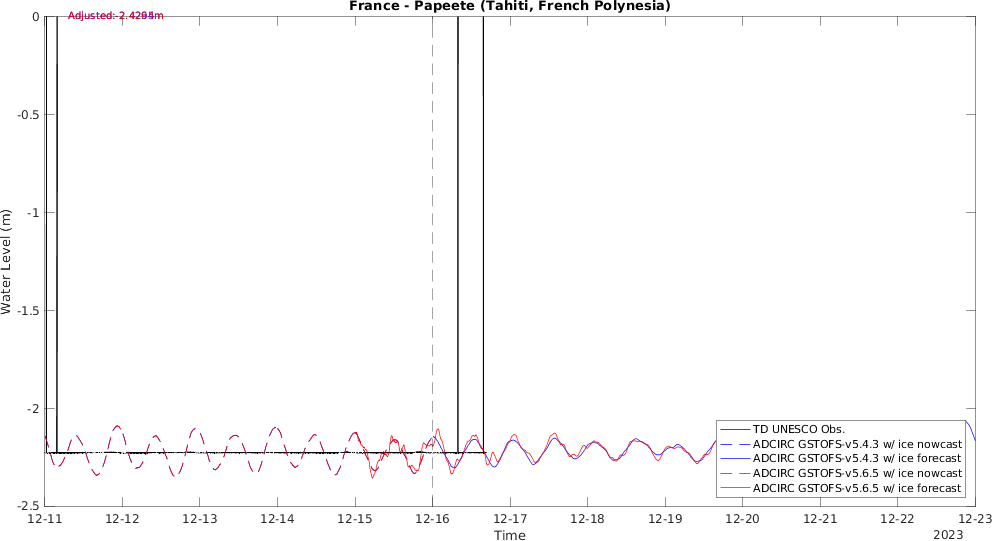 France - Papeete (Tahiti, French Polynesia)
0
-0.5
-1
-1.5
-2
-2.5
Water Level (m)
12-11
12-12
12-13
12-14
12-15
12-16
12-17
12-18
12-19
12-20
12-21
12-22
12-23
Time
2023
TD UNESCO Obs.
ADCIRC GSTOFS-v5.4.3 w/ ice nowcast
ADCIRC GSTOFS-v5.4.3 w/ ice forecast
ADCIRC GSTOFS-v5.6.5 w/ ice nowcast
ADCIRC GSTOFS-v5.6.5 w/ ice forecast